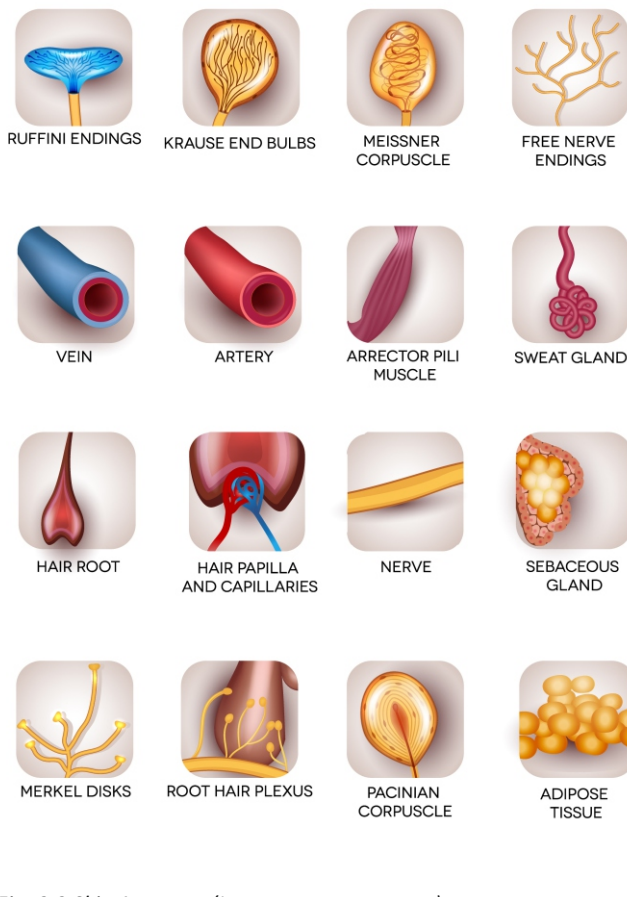 RUFFINI ENDINGS
KRAUSE END BULBS
MEISSNER
CORPUSCLE
FREE NERVE
ENDINGS
VEIN
ARTERY
ARRECTOR PILI
MUSCLE
SWEAT GLAND
HAIR ROOT
HAIR PAPILLA
AND CAPILLARIES
NERVE
SEBACEOUS
GLAND
MERKEL DISKS
ROOT HAIR PLEXUS
PACINIAN
CORPUSCLE
ADIPOSE
TISSUE